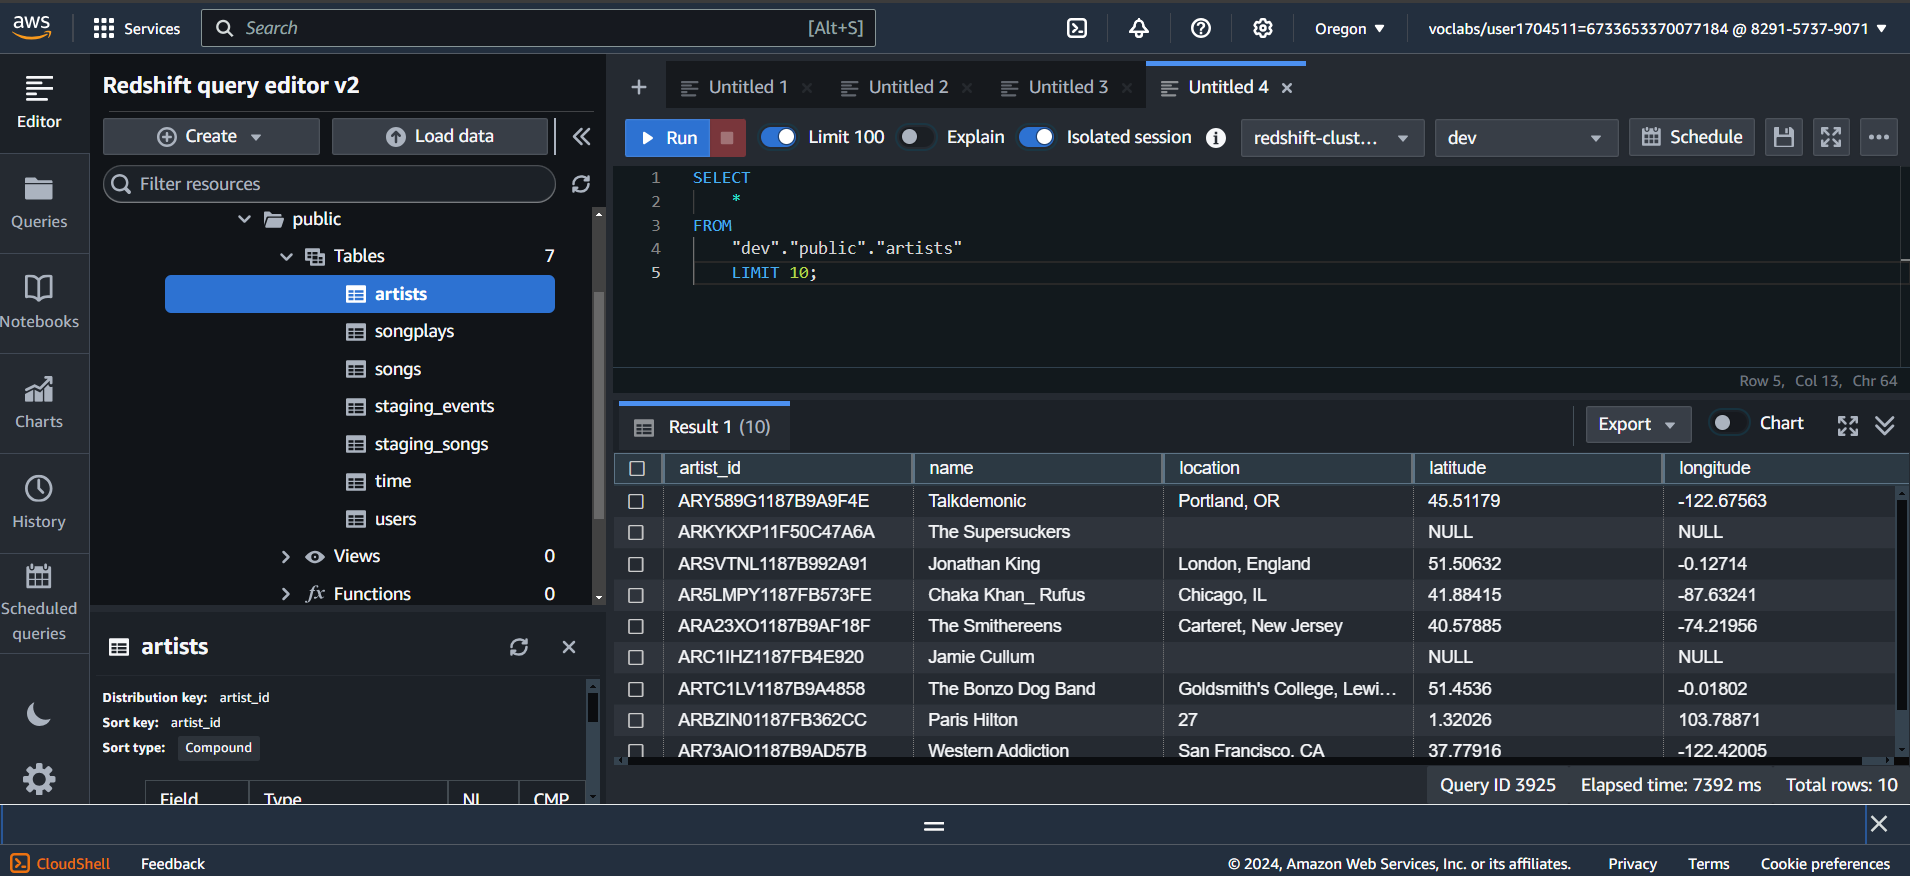 aws
Services
Search [Alt+S]
Oregon
voclabs/user1704511=6733653370077184 @ 8291-5737-9071
Editor
Queries
Notebooks
Charts
History
Scheduled
queries
Redshift query editor v2
Create
Load data
Filter resources
public
Tables 7
artists
songplays
songs
staging_events
staging_songs
time
users
Views 0
fx Functions 0
artists
Distribution key: artist_id
Sort key: artist_id
Sort type: Compound
Field Type NU CMP
Untitled 1 Untitled 2 Untitled 3 Untitled 4
Run Limit 100 Explain Isolated session redshift-clust... dev Schedule
1 SELECT
2 *
3 FROM
4 "dev"."public"."artists"
5 LIMIT 10;
Row 5, Col 13, Chr 64
Result 1 (10)
Export Chart
artist_id name location latitude longitude
ARY589G1187B9A9F4E Talkdemonic Portland, OR 45.51179 -122.67563
ARKYKXP11F50C47A6A The Supersuckers NULL NULL
ARSVTNL1187B992A91 Jonathan King London, England 51.50632 -0.12714
AR5LMPY1187FB573FE Chaka Khan_ Rufus Chicago, IL 41.88415 -87.63241
ARA23XO1187B9AF18F The Smithereens Carteret, New Jersey 40.57885 -74.21956
ARC1IHZ1187FB4E920 Jamie Cullum NULL NULL
ARTC1LV1187B9A4858 The Bonzo Dog Band Goldsmith's College, Lewi... 51.4536 -0.01802
ARBZIN01187FB362CC Paris Hilton 27 1.32026 103.78871
AR73AIO1187B9AD57B Western Addiction San Francisco, CA 37.77916 -122.42005
Query ID 3925 Elapsed time: 7392 ms Total rows: 10
CloudShell Feedback
© 2024, Amazon Web Services, Inc. or its affiliates. Privacy Terms Cookie preferences